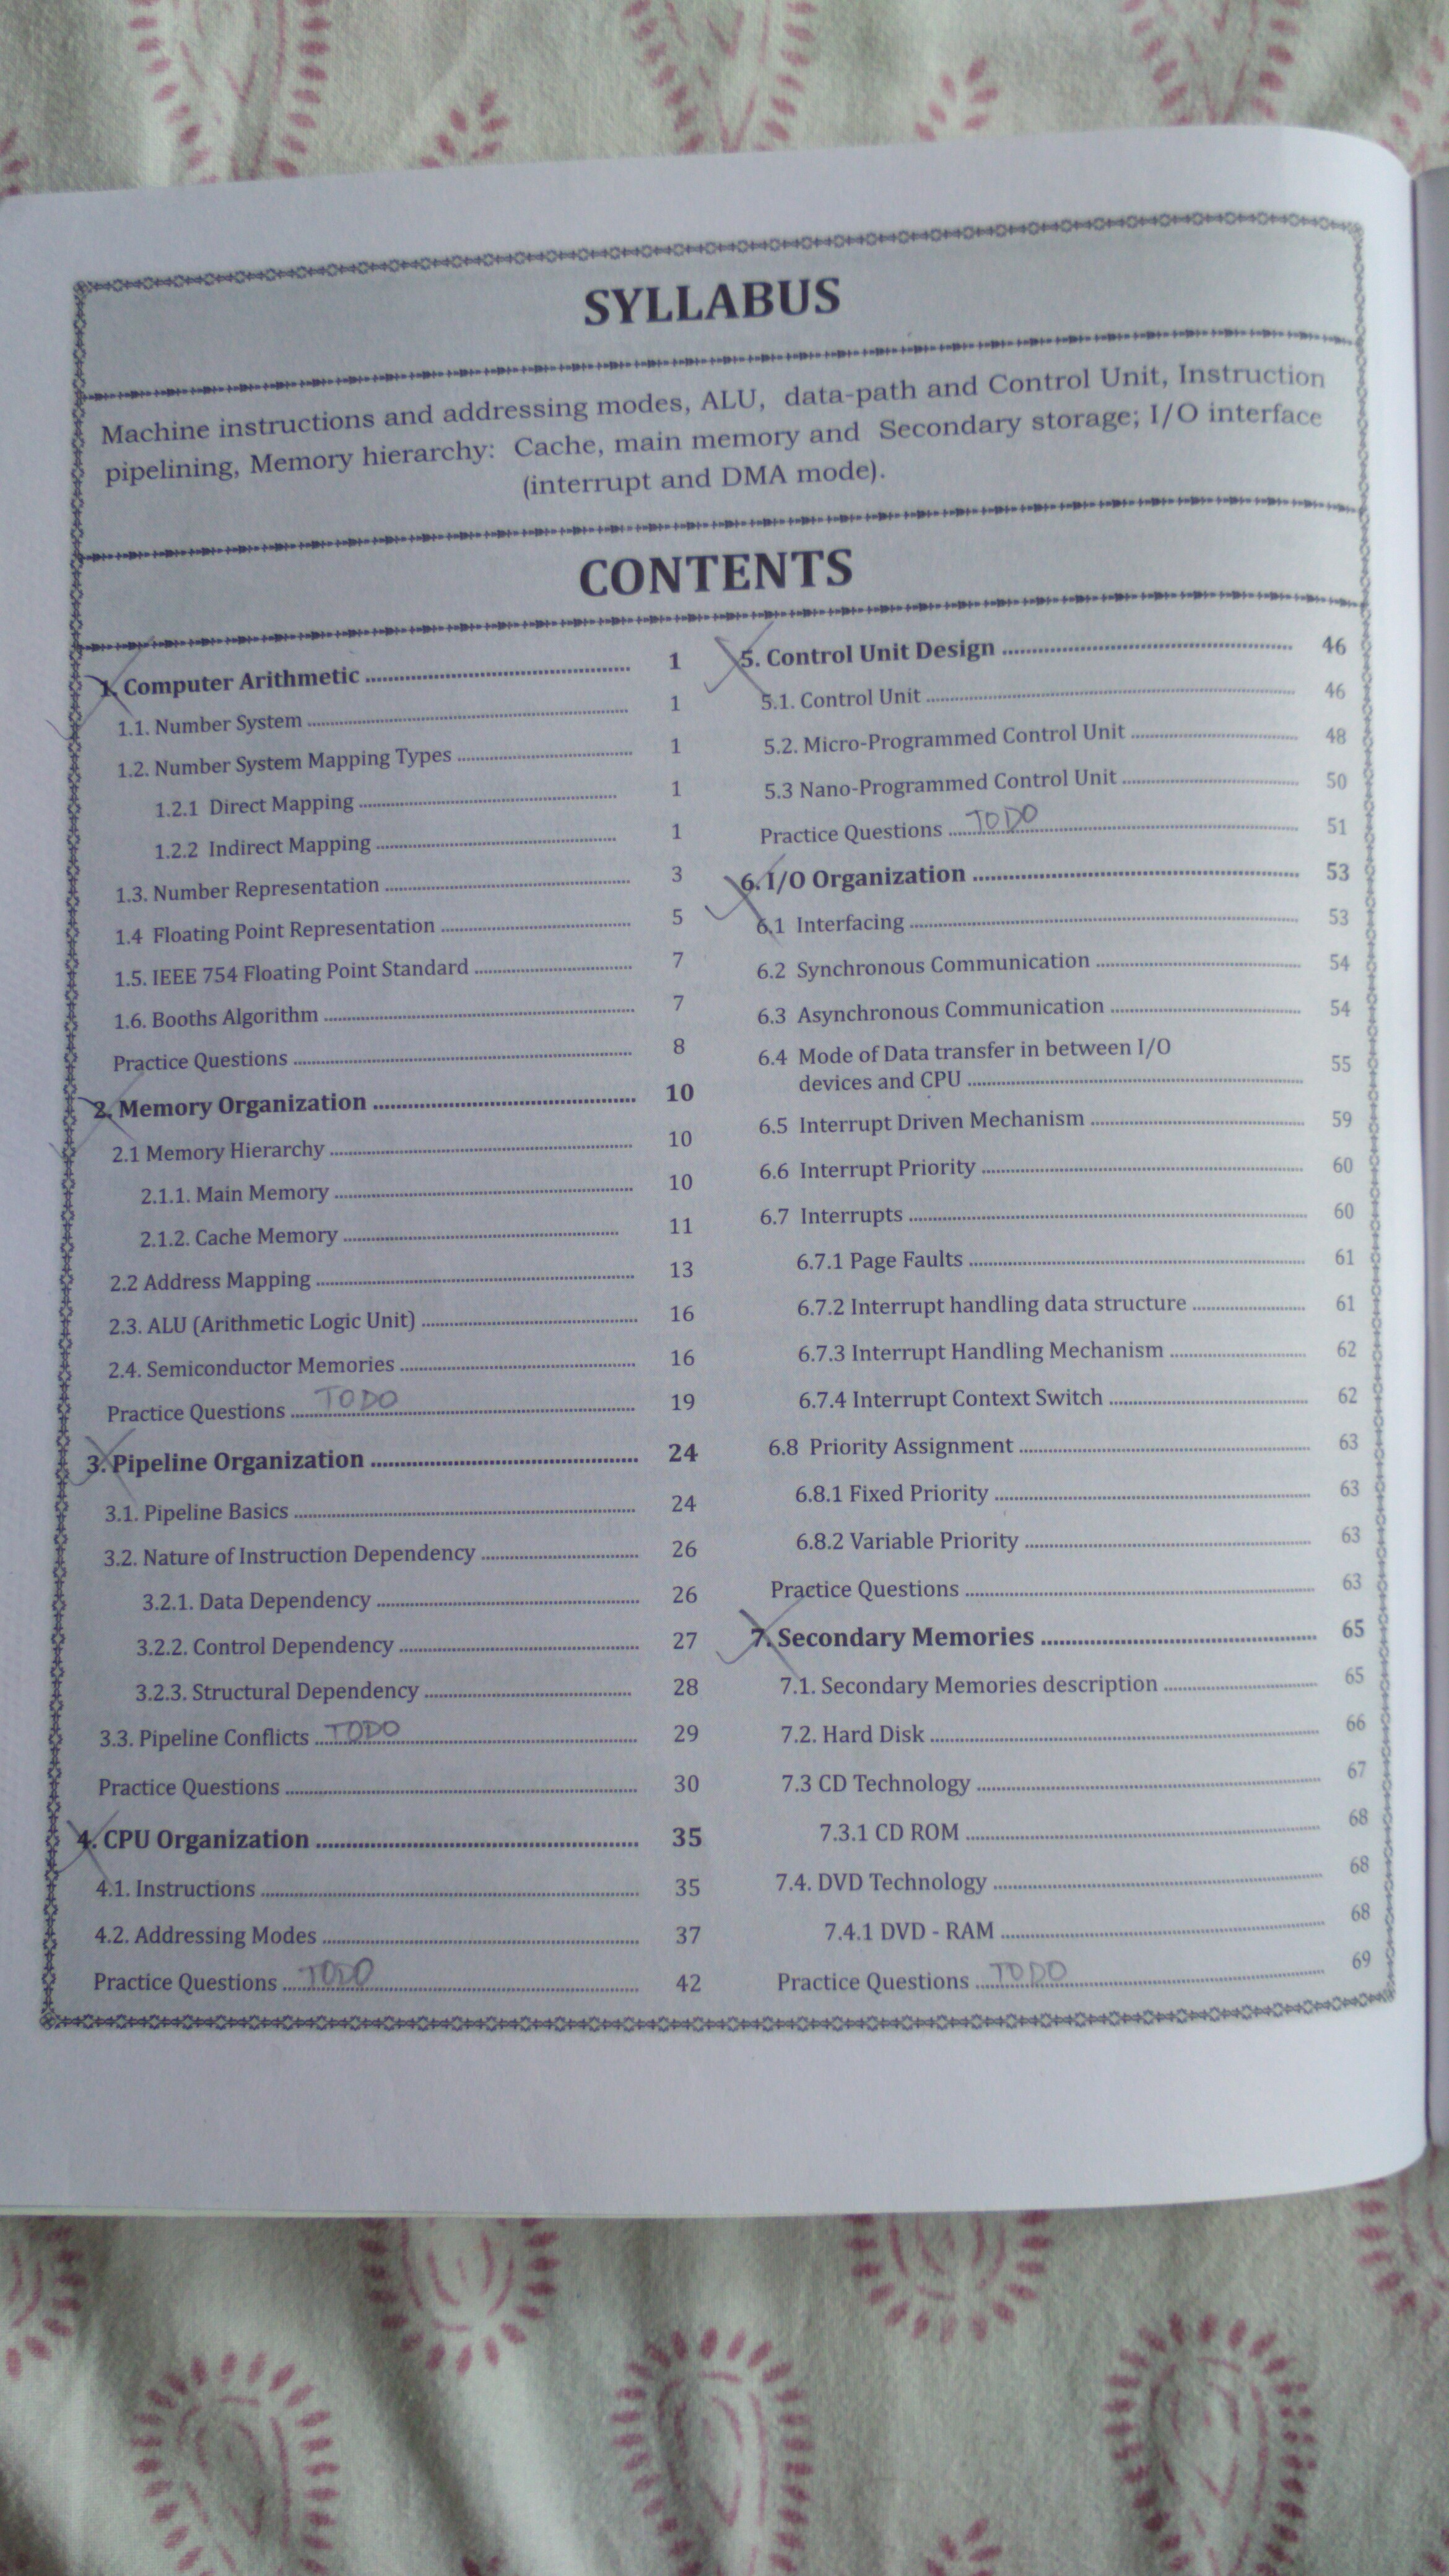 SYLLABUS
Machine instructions and addressing modes, ALU, data-path and Control Unit, Instruction
pipelining, Memory hierarchy: Cache, main memory and Secondary storage; I/O interface
(interrupt and DMA mode).
CONTENTS
1. Computer Arithmetic ........ 1
1.1. Number System ........ 1
1.2. Number System Mapping Types ........ 1
1.2.1 Direct Mapping ........ 1
1.2.2 Indirect Mapping ........ 1
1.3. Number Representation ........ 3
1.4 Floating Point Representation ........ 5
1.5. IEEE 754 Floating Point Standard ........ 7
1.6. Booths Algorithm ........ 7
Practice Questions ........ 8
2. Memory Organization ........ 10
2.1 Memory Hierarchy ........ 10
2.1.1. Main Memory ........ 10
2.1.2. Cache Memory ........ 11
2.2 Address Mapping ........ 13
2.3. ALU (Arithmetic Logic Unit) ........ 16
2.4. Semiconductor Memories ........ 16
Practice Questions ........ TODO 19
3. Pipeline Organization ........ 24
3.1. Pipeline Basics ........ 24
3.2. Nature of Instruction Dependency ........ 26
3.2.1. Data Dependency ........ 26
3.2.2. Control Dependency ........ 27
3.2.3. Structural Dependency ........ 28
3.3. Pipeline Conflicts ........ TODO 29
Practice Questions ........ 30
4. CPU Organization ........ 35
4.1. Instructions ........ 35
4.2. Addressing Modes ........ 37
Practice Questions ........ TODO 42
5. Control Unit Design ........ 46
5.1. Control Unit ........ 46
5.2. Micro-Programmed Control Unit ........ 48
5.3 Nano-Programmed Control Unit ........ 50
Practice Questions ........ TODO 51
6. I/O Organization ........ 53
6.1 Interfacing ........ 53
6.2 Synchronous Communication ........ 54
6.3 Asynchronous Communication ........ 54
6.4 Mode of Data transfer in between I/O
devices and CPU ........ 55
6.5 Interrupt Driven Mechanism ........ 59
6.6 Interrupt Priority ........ 60
6.7 Interrupts ........ 60
6.7.1 Page Faults ........ 61
6.7.2 Interrupt handling data structure ........ 61
6.7.3 Interrupt Handling Mechanism ........ 62
6.7.4 Interrupt Context Switch ........ 62
6.8 Priority Assignment ........ 63
6.8.1 Fixed Priority ........ 63
6.8.2 Variable Priority ........ 63
Practice Questions ........ 63
7. Secondary Memories ........ 65
7.1. Secondary Memories description ........ 65
7.2. Hard Disk ........ 66
7.3 CD Technology ........ 67
7.3.1 CD ROM ........ 68
7.4. DVD Technology ........ 68
7.4.1 DVD - RAM ........ 68
Practice Questions ........ TODO 69